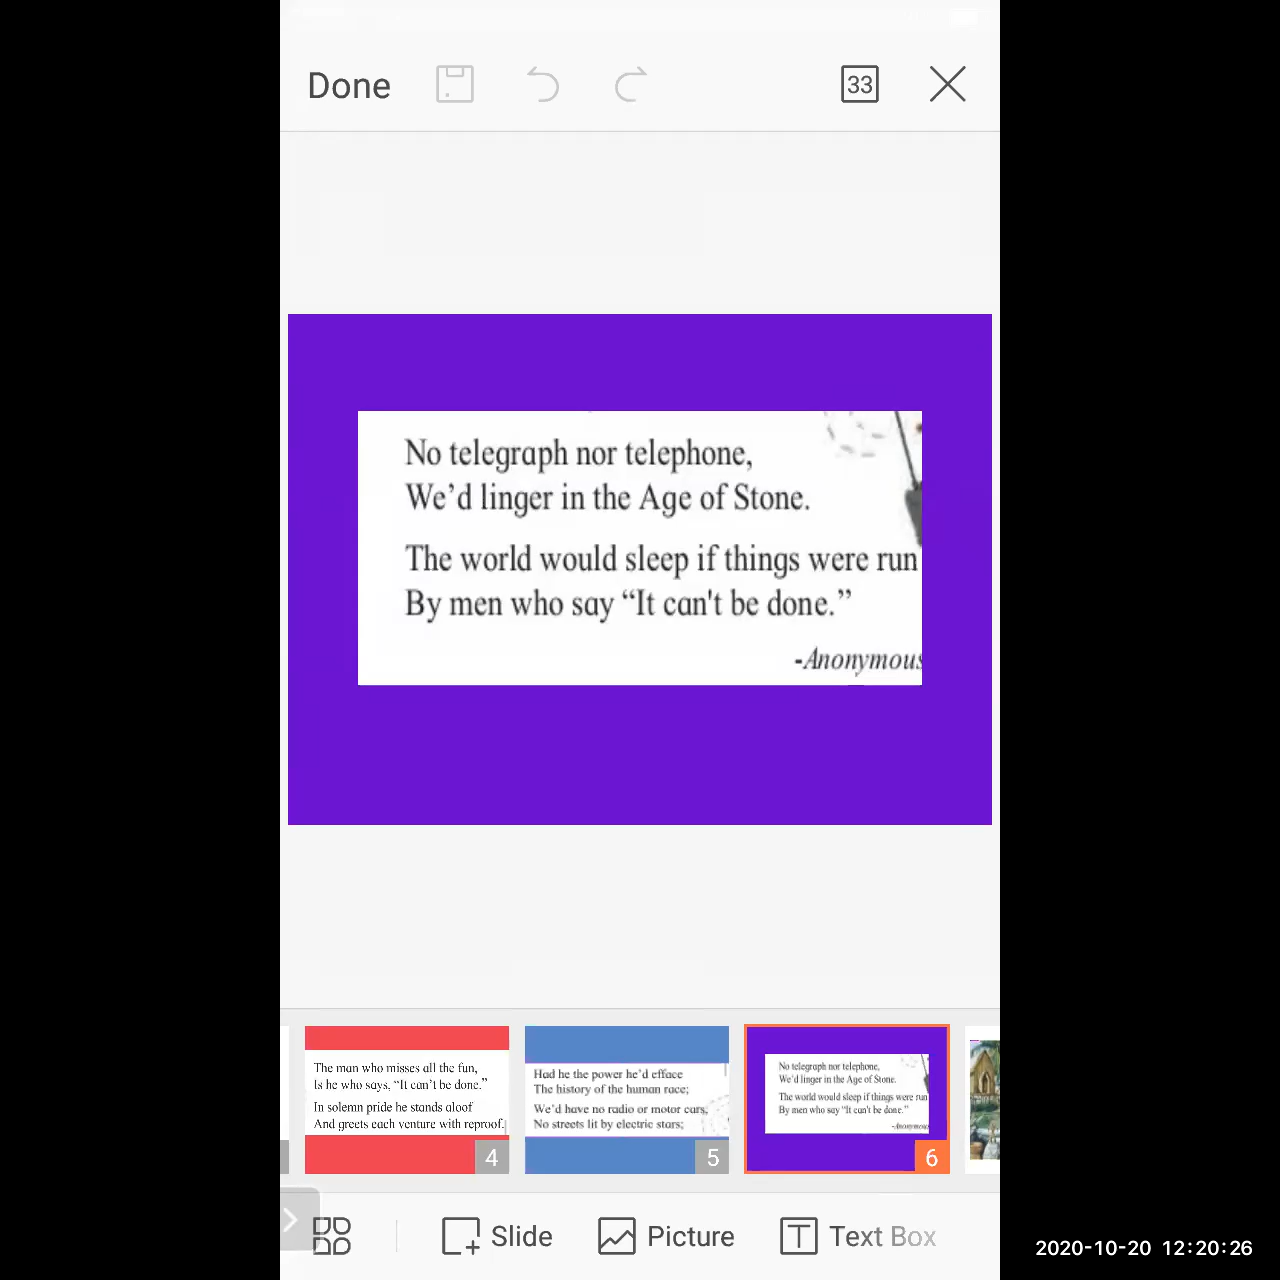 Done
33
No telegraph nor telephone,
We’d linger in the Age of Stone.
The world would sleep if things were run
By men who say “It can't be done.”
-Anonymous
The man who misses all the fun,
Is he who says, “It can’t be done.”
In solemn pride he stands aloof
And greets each venture with reproof.
4
Had he the power he’d efface
The history of the human race;
We’d have no radio or motor cars,
No streets lit by electric stars;
5
No telegraph nor telephone,
We’d linger in the Age of Stone.
The world would sleep if things were run
By men who say “It can’t be done.”
-Anonymous
6
Slide
Picture
Text Box
2020-10-20 12:20:26